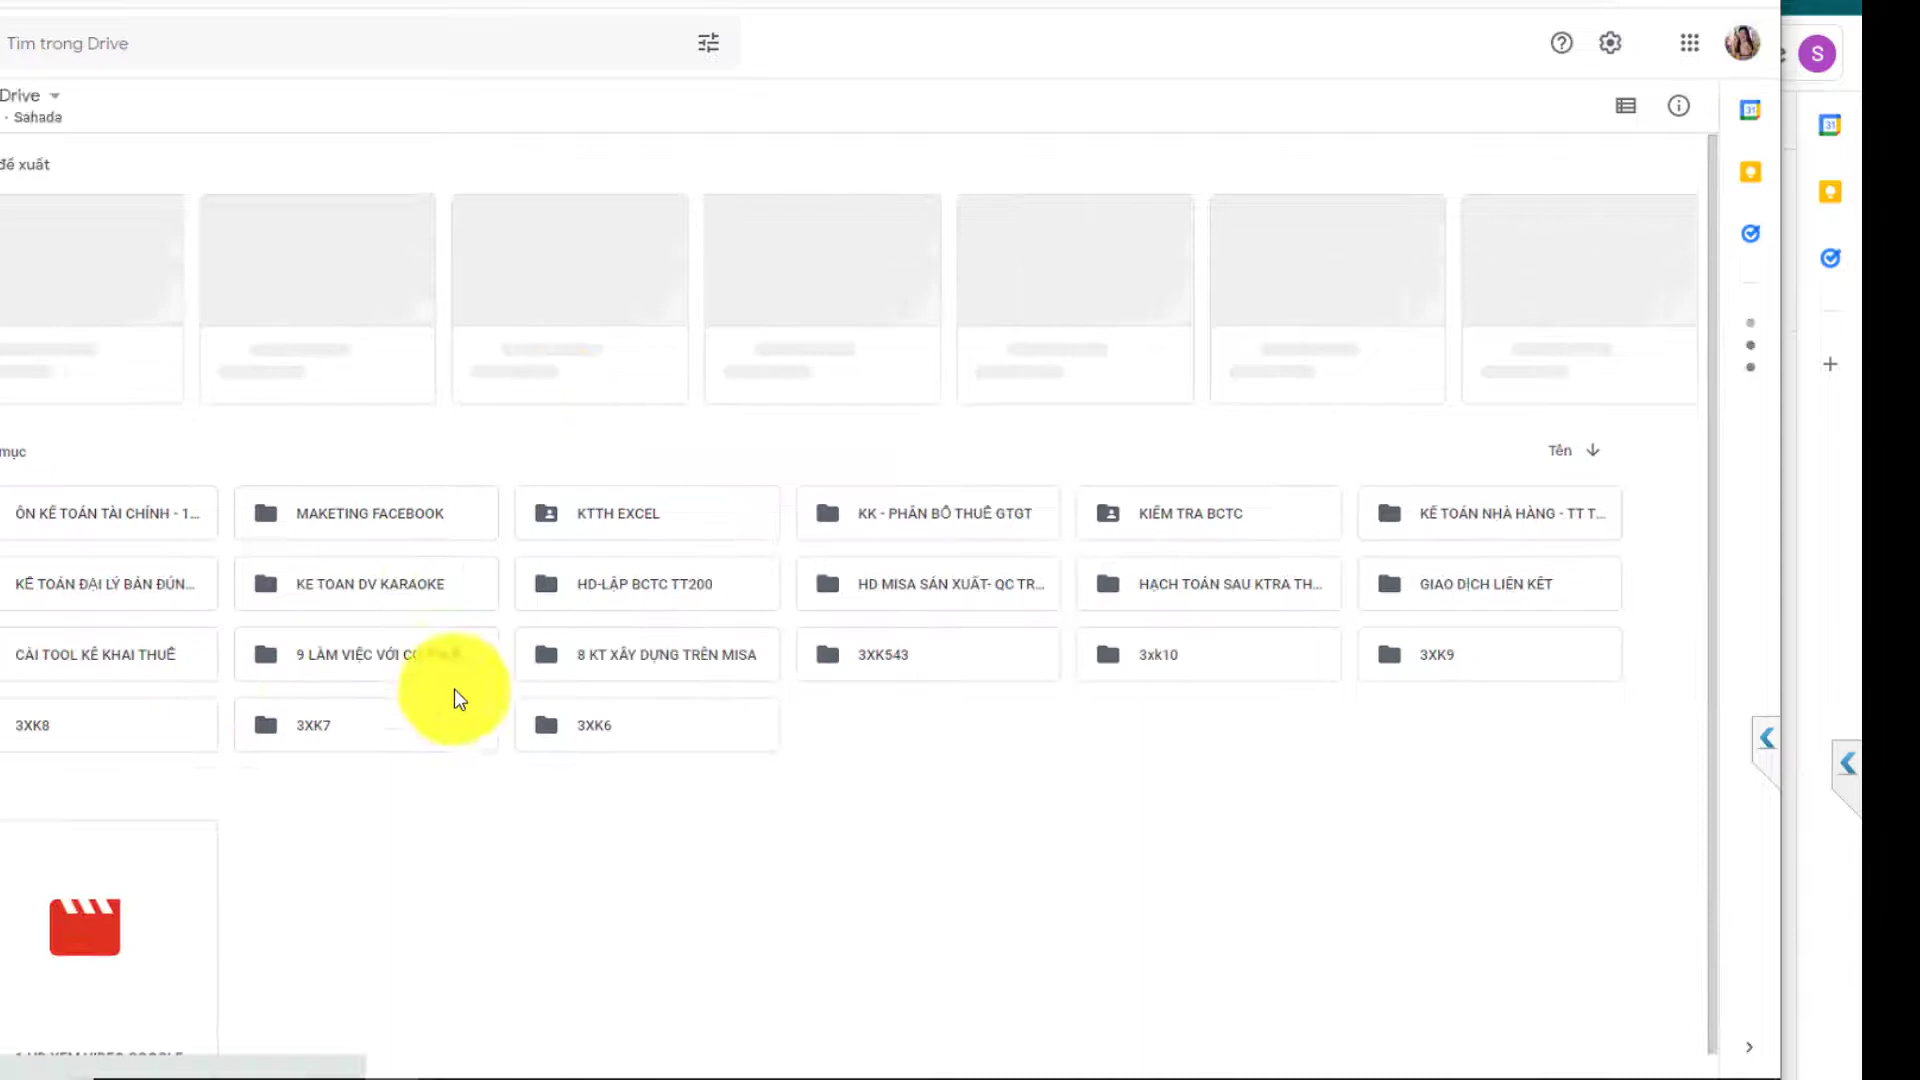 Tìm trong Drive
S
Drive
· Sahada
đề xuất
mục
Tên
ÔN KẾ TOÁN TÀI CHÍNH - 1...
MAKETING FACEBOOK
KTTH EXCEL
KK - PHÂN BỔ THUẾ GTGT
KIỂM TRA BCTC
KẾ TOÁN NHÀ HÀNG - TT T...
KẾ TOÁN ĐẠI LÝ BÁN ĐÚN...
KE TOAN DV KARAOKE
HD-LẬP BCTC TT200
HD MISA SẢN XUẤT- QC TR...
HẠCH TOÁN SAU KTRA TH...
GIAO DỊCH LIÊN KẾT
CÀI TOOL KÊ KHAI THUẾ
9 LÀM VIỆC VỚI
8 KT XÂY DỰNG TRÊN MISA
3XK543
3xk10
3XK9
3XK8
3XK7
3XK6